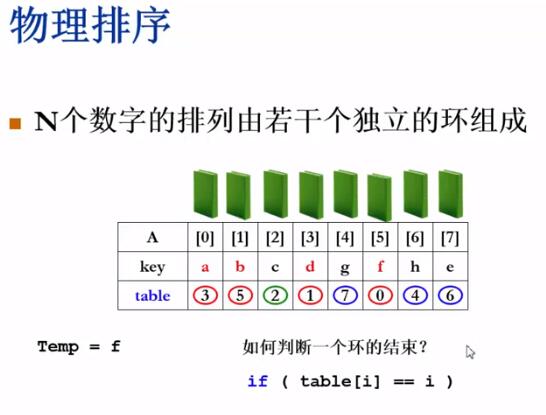 物理排序
N个数字的排列由若干个独立的环组成
A [0] [1] [2] [3] [4] [5] [6] [7]
key a b c d g f h e
table 3 5 2 1 7 0 4 6
Temp = f 如何判断一个环的结束？
if ( table[i] == i )